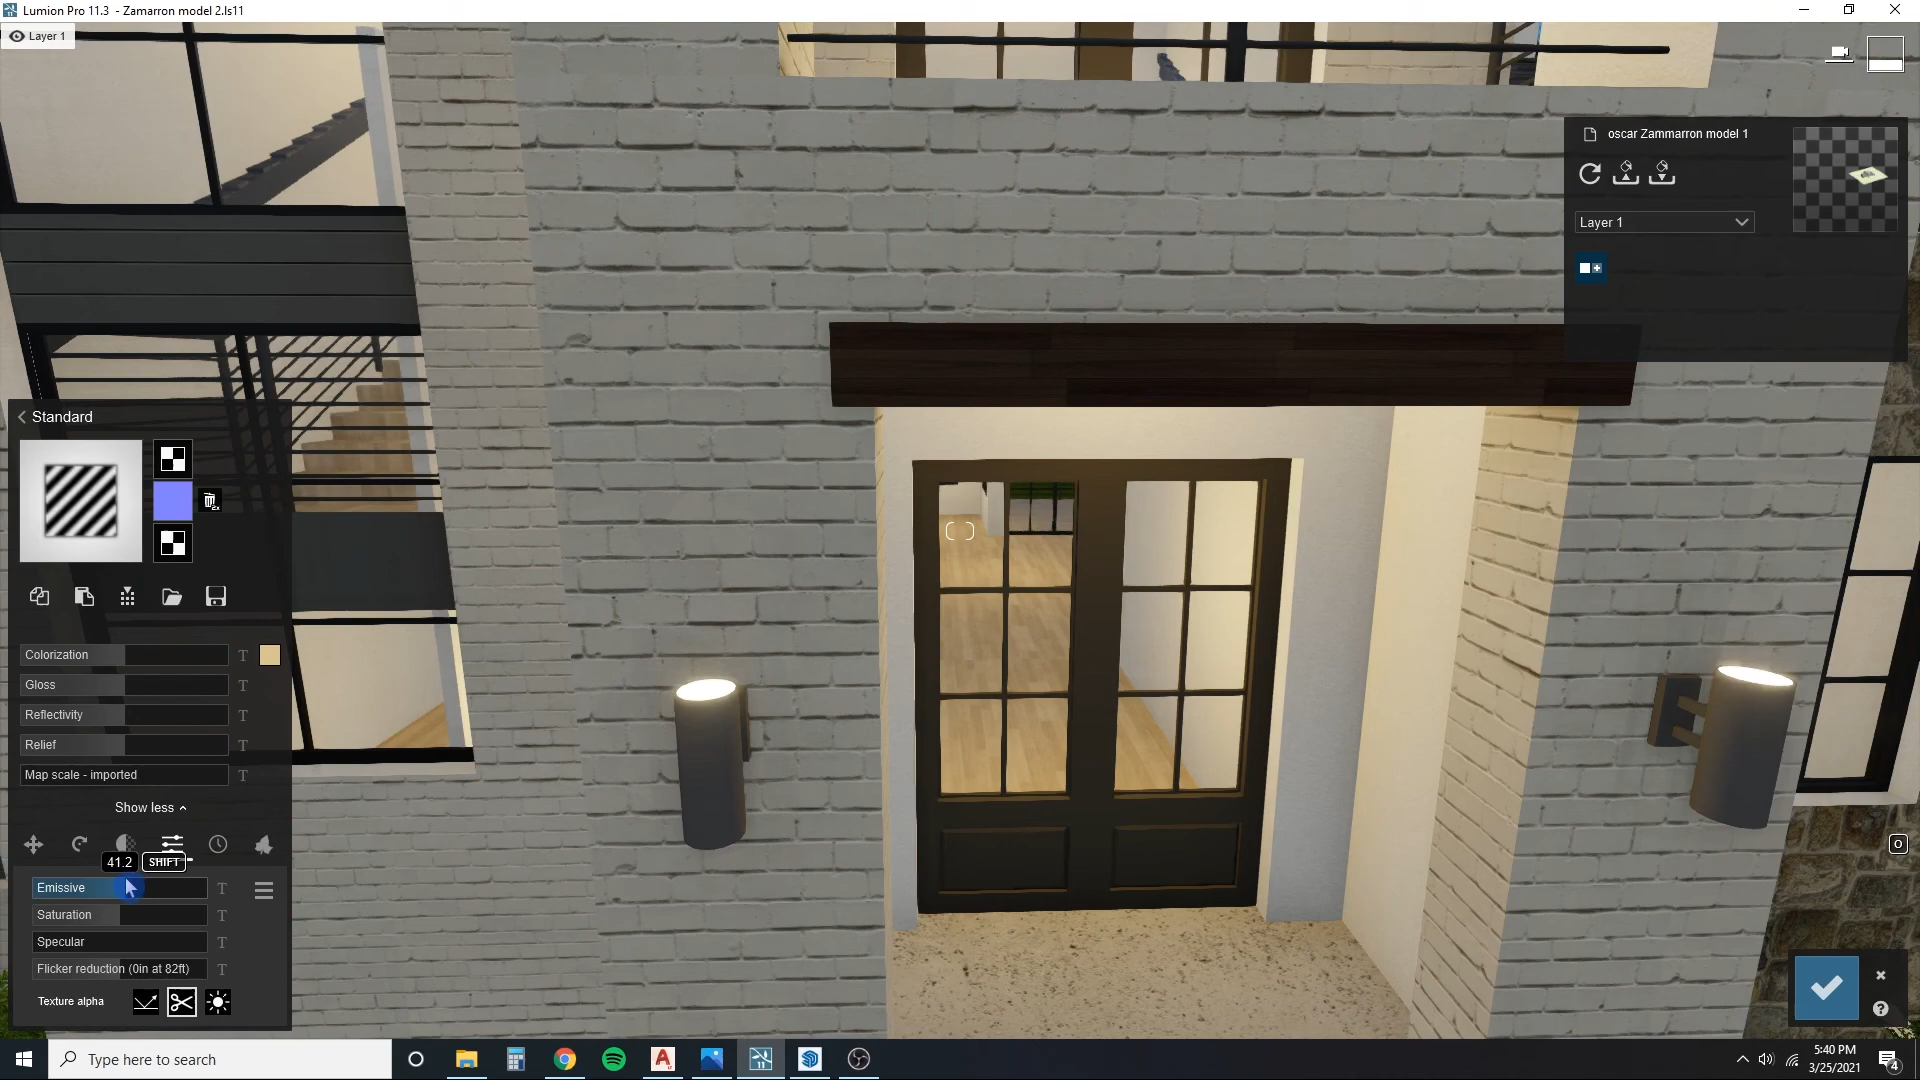 Lumion Pro 11.3 - Zamarron model 2.ls11
Layer 1
oscar Zammarron model 1
Layer 1
Standard
Colorization T
Gloss T
Reflectivity T
Relief T
Map scale - imported T
Show less
41.2 SHIFT
Emissive T
Saturation T
Specular T
Flicker reduction (0in at 82ft) T
Texture alpha
O
Type here to search
5:40 PM
3/25/2021
4